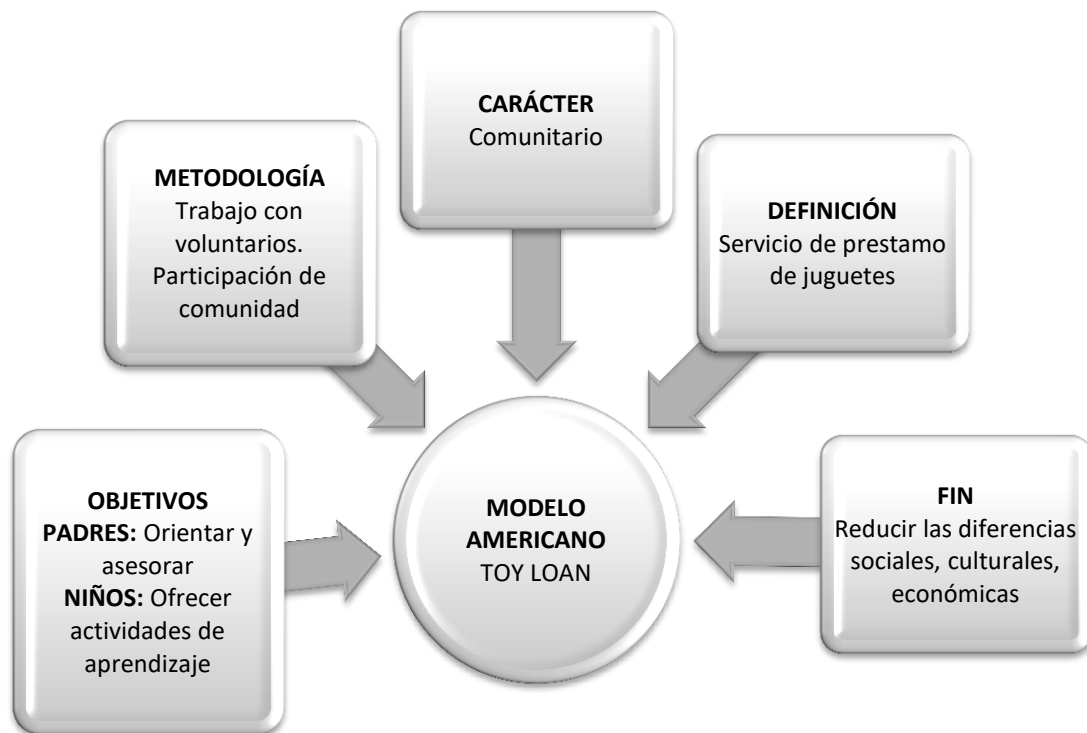 CARÁCTER
Comunitario
METODOLOGÍA
Trabajo con
voluntarios.
Participación de
comunidad
DEFINICIÓN
Servicio de prestamo
de juguetes
OBJETIVOS
PADRES: Orientar y
asesorar
NIÑOS: Ofrecer
actividades de
aprendizaje
MODELO
AMERICANO
TOY LOAN
FIN
Reducir las diferencias
sociales, culturales,
económicas